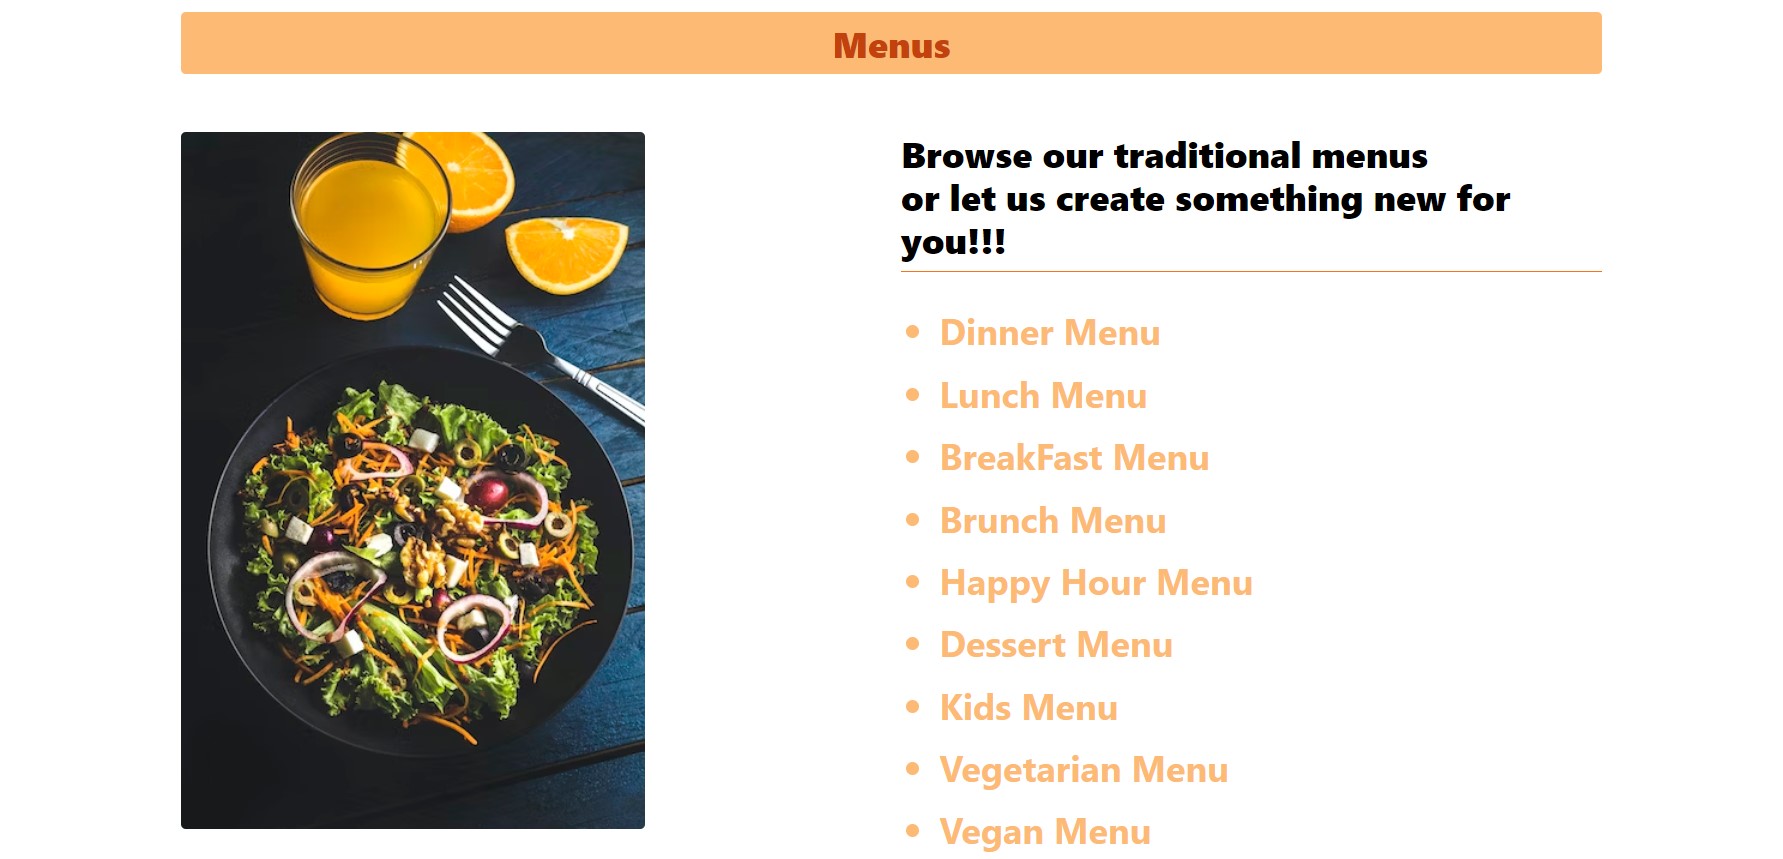 Menus
Browse our traditional menus
or let us create something new for
you!!!
Dinner Menu
Lunch Menu
BreakFast Menu
Brunch Menu
Happy Hour Menu
Dessert Menu
Kids Menu
Vegetarian Menu
Vegan Menu